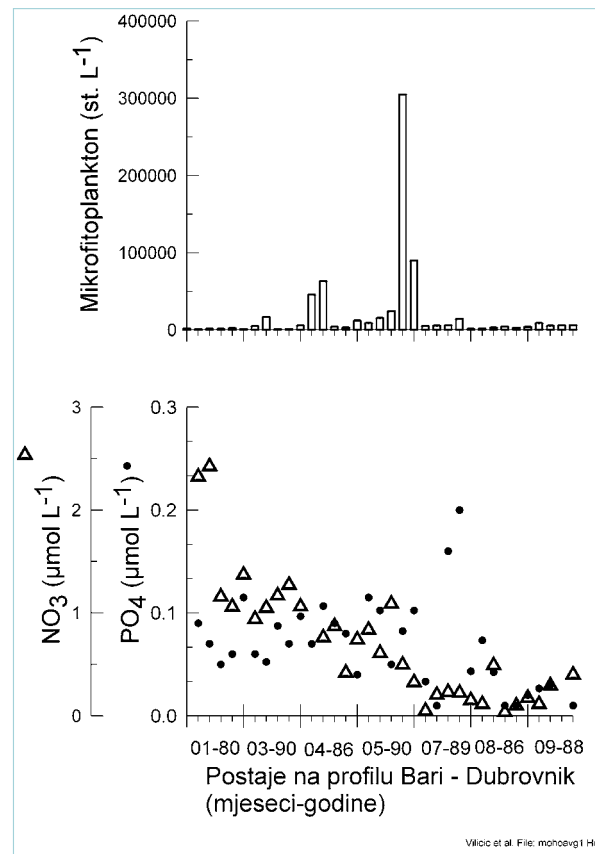 400000
300000
200000
100000
0
Mikrofitoplankton (st. L-1)
3
2
1
0
NO3 (µmol L-1)
0.3
0.2
0.1
0.0
PO4 (µmol L-1)
01-80 03-90 04-86 05-90 07-89 08-86 09-88
Postaje na profilu Bari - Dubrovnik
(mjeseci-godine)
Vilicic et al. File: mohcavg1 H